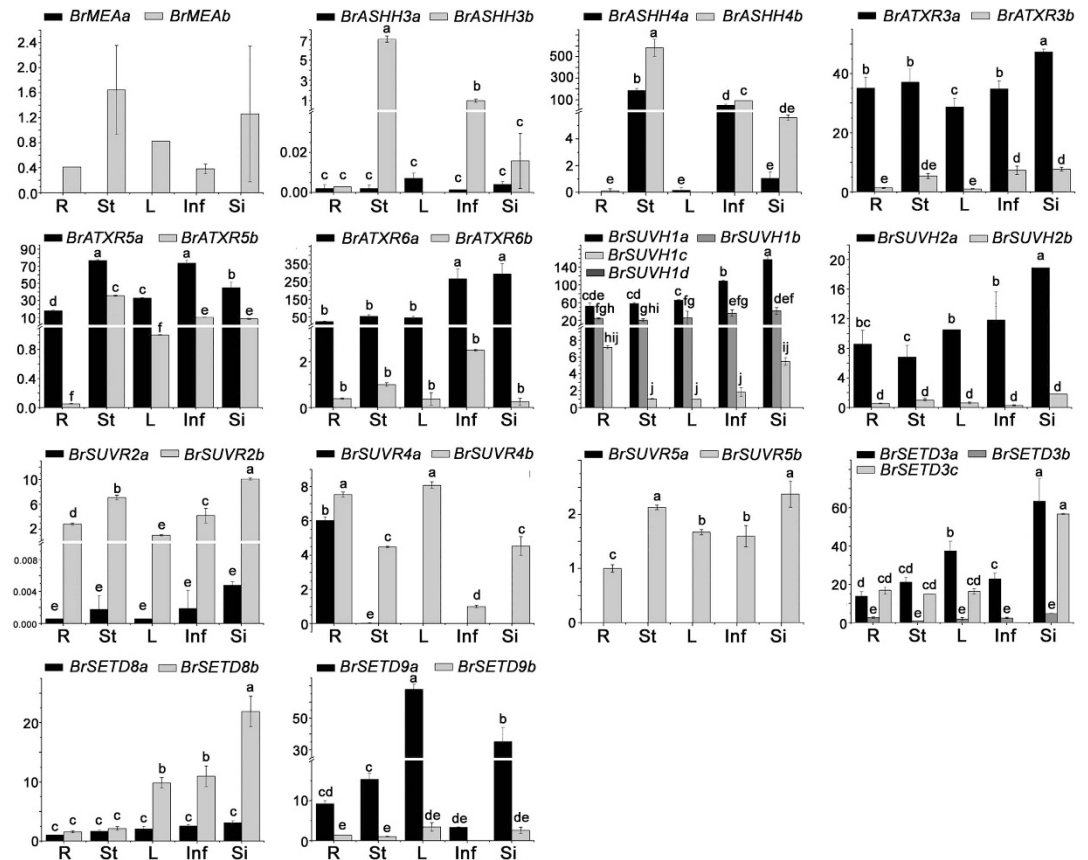 BrMEAa BrMEAb
2.4
2.0
1.6
1.2
0.8
0.4
0.0
R St L Inf Si
BrASHH3a BrASHH3b
a
7
5
3
b
1
0.02
c
c c c c c
0.00
R St L Inf Si
BrASHH4a BrASHH4b
a
500
300
b
100
d c
6
de
4
2
e
e e
0
R St L Inf Si
BrATXR3a BrATXR3b
a
40
b b c b
20
de d d
d e
0
R St L Inf Si
BrATXR5a BrATXR5b
90
a a
70
50
b
30
d c c
10
e e
f
1.0
0.5
f
0.0
R St L Inf Si
BrATXR6a BrATXR6b
350
a a
250
150
50
b b b
b
2
b
b b b
0
R St L Inf Si
BrSUVH1a BrSUVH1b
BrSUVH1c
BrSUVH1d
a
140
b
100
60
cde cd c
20
fgh ghi fg efg def
8
hij
6
ij
4
2
j j j
0
R St L Inf Si
BrSUVH2a BrSUVH2b
20
a
16
b
12
b
bc
8
c
4
d d d d d
0
R St L Inf Si
BrSUVR2a BrSUVR2b
a
10
b
6
c
d
2
e
0.008
0.004
e e e e e
0.000
R St L Inf Si
BrSUVR4a BrSUVR4b
a a
8
b
6
c c
4
2
d
e
0
R St L Inf Si
BrSUVR5a BrSUVR5b
a
a
2
b b
c
1
0
R St L Inf Si
BrSETD3a BrSETD3b
BrSETD3c
a
a
60
40
b
c
20
d cd cd cd cd
e e e e e
0
R St L Inf Si
BrSETD8a BrSETD8b
a
20
b
b
10
c c c c c c c
0
R St L Inf Si
BrSETD9a BrSETD9b
a
50
b
30
c
10
cd
de de
e e d
0
R St L Inf Si